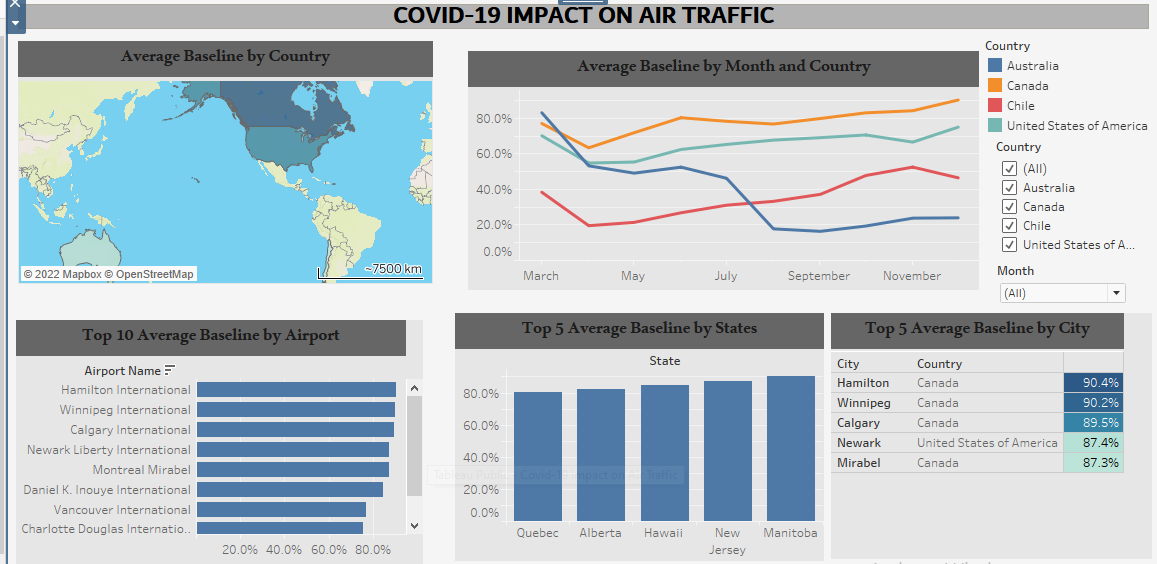 COVID-19 IMPACT ON AIR TRAFFIC
Average Baseline by Country
© 2022 Mapbox © OpenStreetMap
~7500 km
Average Baseline by Month and Country
80.0%
60.0%
40.0%
20.0%
0.0%
March May July September November
Country
Australia
Canada
Chile
United States of America
Country
(All)
Australia
Canada
Chile
United States of A...
Month
(All)
Top 10 Average Baseline by Airport
Airport Name
Hamilton International
Winnipeg International
Calgary International
Newark Liberty International
Montreal Mirabel
Daniel K. Inouye International
Vancouver International
Charlotte Douglas Internatio..
20.0% 40.0% 60.0% 80.0%
Top 5 Average Baseline by States
State
80.0%
60.0%
40.0%
20.0%
0.0%
Quebec Alberta Hawaii New Jersey Manitoba
Top 5 Average Baseline by City
City Country
Hamilton Canada 90.4%
Winnipeg Canada 90.2%
Calgary Canada 89.5%
Newark United States of America 87.4%
Mirabel Canada 87.3%